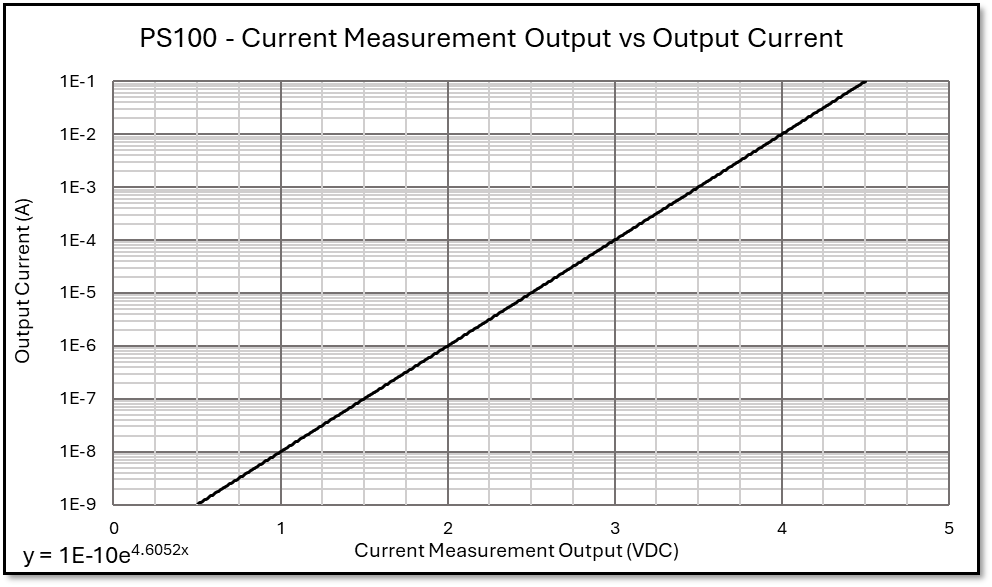 PS100 - Current Measurement Output vs Output Current
1E-1
1E-2
1E-3
1E-4
1E-5
1E-6
1E-7
1E-8
1E-9
Output Current (A)
0 1 2 3 4 5
Current Measurement Output (VDC)
y = 1E-10e^4.6052x